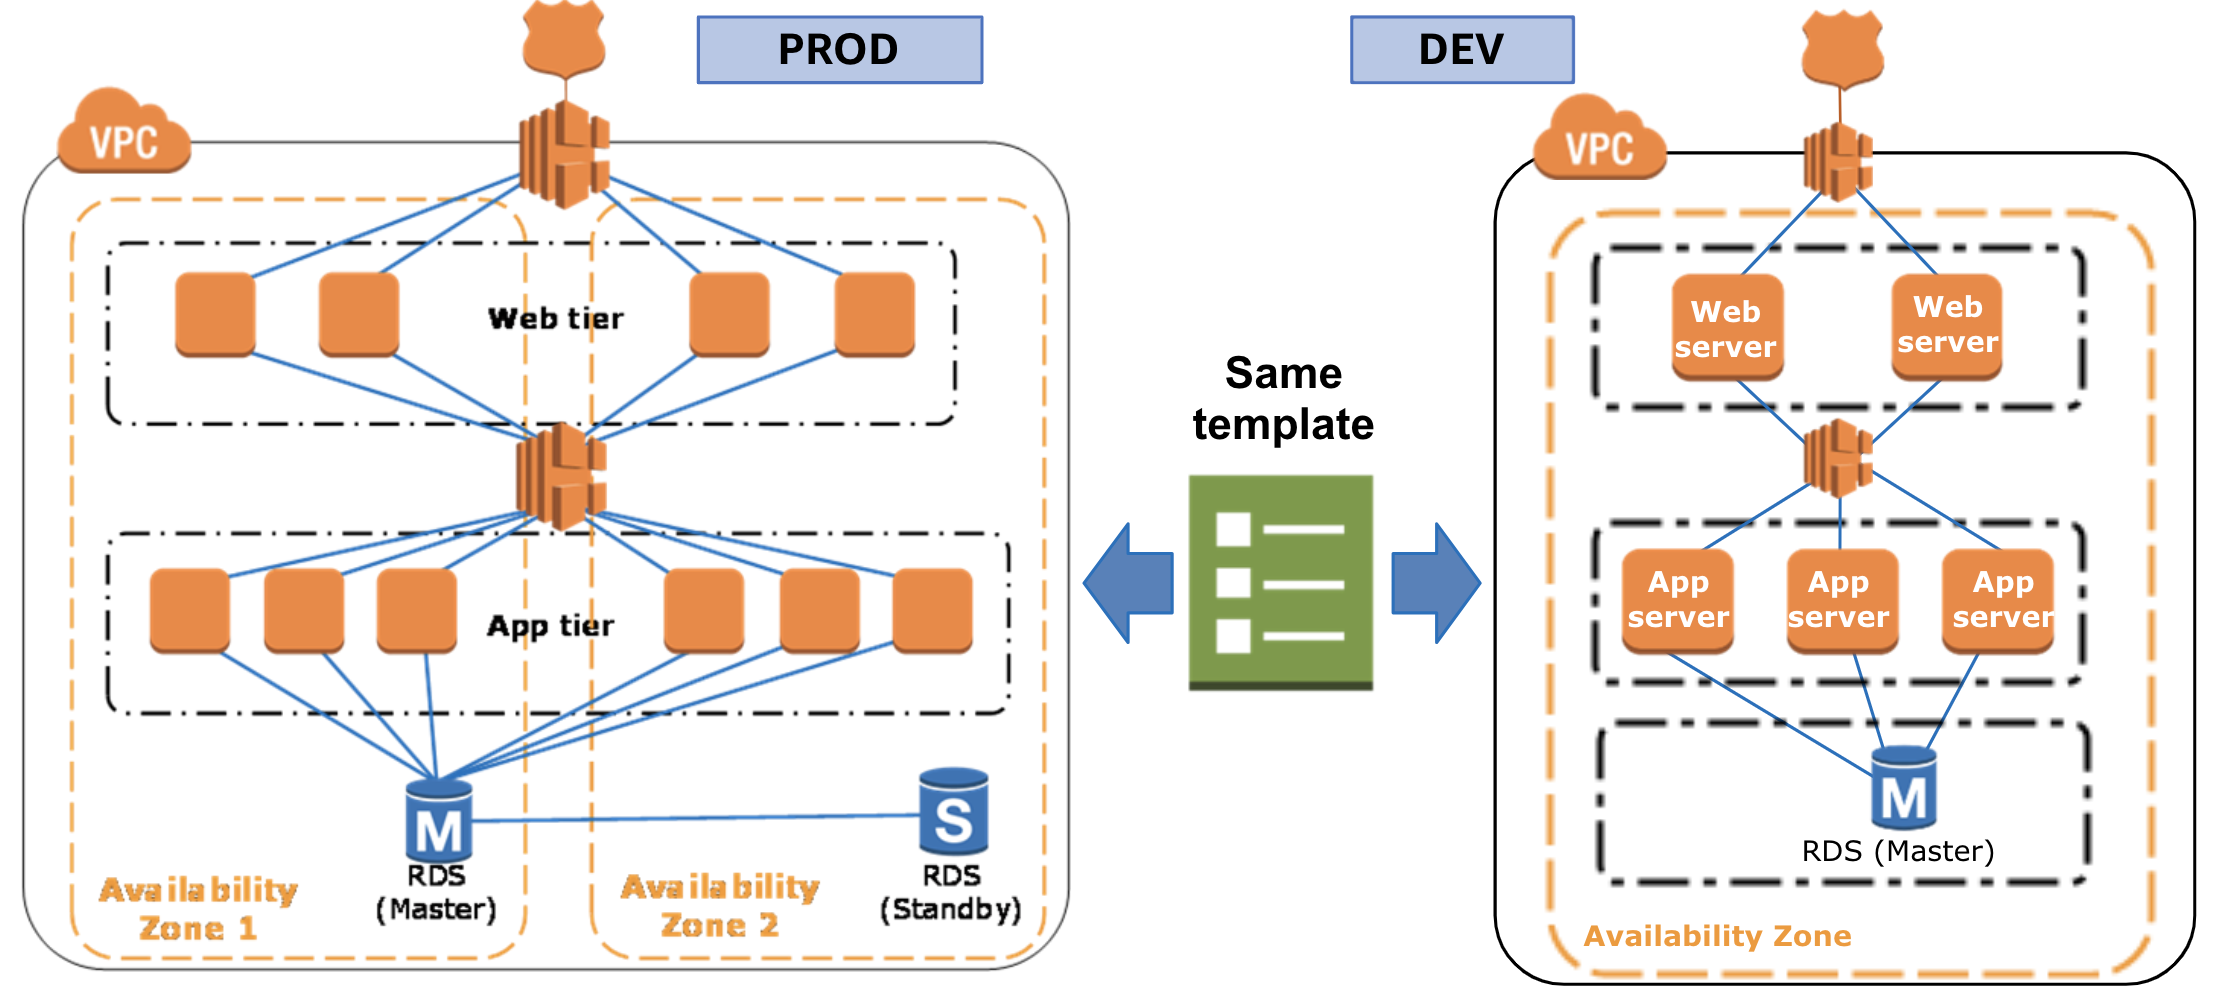 PROD
VPC
Web tier
App tier
M
S
RDS
(Master)
RDS
(Standby)
Availability
Zone 1
Availability
Zone 2
Same
template
DEV
VPC
Web
server
Web
server
App
server
App
server
App
server
M
RDS (Master)
Availability Zone